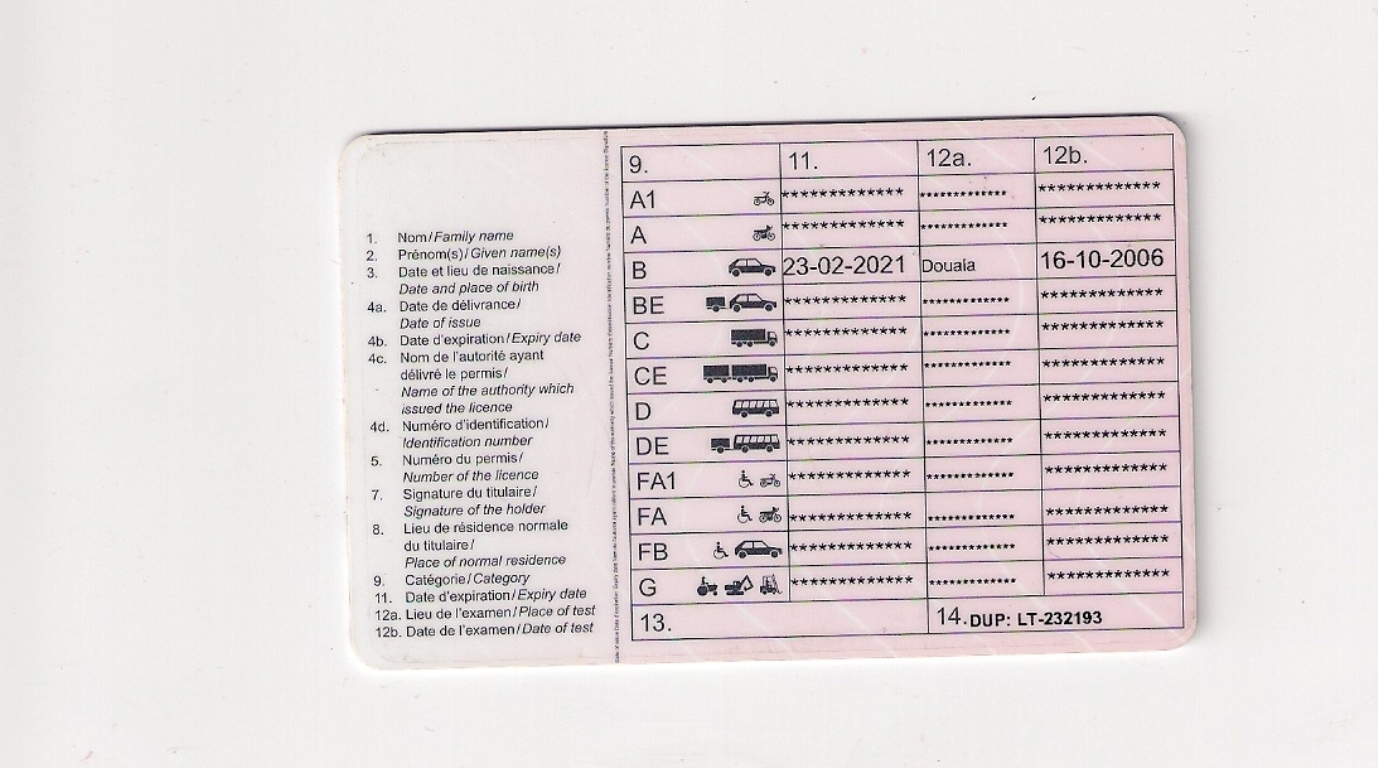 1. Nom/Family name
2. Prénom(s)/Given name(s)
3. Date et lieu de naissance/
Date and place of birth
4a. Date de délivrance/
Date of issue
4b. Date d'expiration/Expiry date
4c. Nom de l'autorité ayant
délivré le permis/
Name of the authority which
issued the licence
4d. Numéro d'identification/
Identification number
5. Numéro du permis/
Number of the licence
7. Signature du titulaire/
Signature of the holder
8. Lieu de résidence normale
du titulaire/
Place of normal residence
9. Catégorie/Category
11. Date d'expiration/Expiry date
12a. Lieu de l'examen/Place of test
12b. Date de l'examen/Date of test
9. 11. 12a. 12b.
A1 ************* ************* *************
A ************* ************* *************
B 23-02-2021 Douala 16-10-2006
BE ************* ************* *************
C ************* ************* *************
CE ************* ************* *************
D ************* ************* *************
DE ************* ************* *************
FA1 ************* ************* *************
FA ************* ************* *************
FB ************* ************* *************
G ************* ************* *************
13. 14. DUP: LT-232193